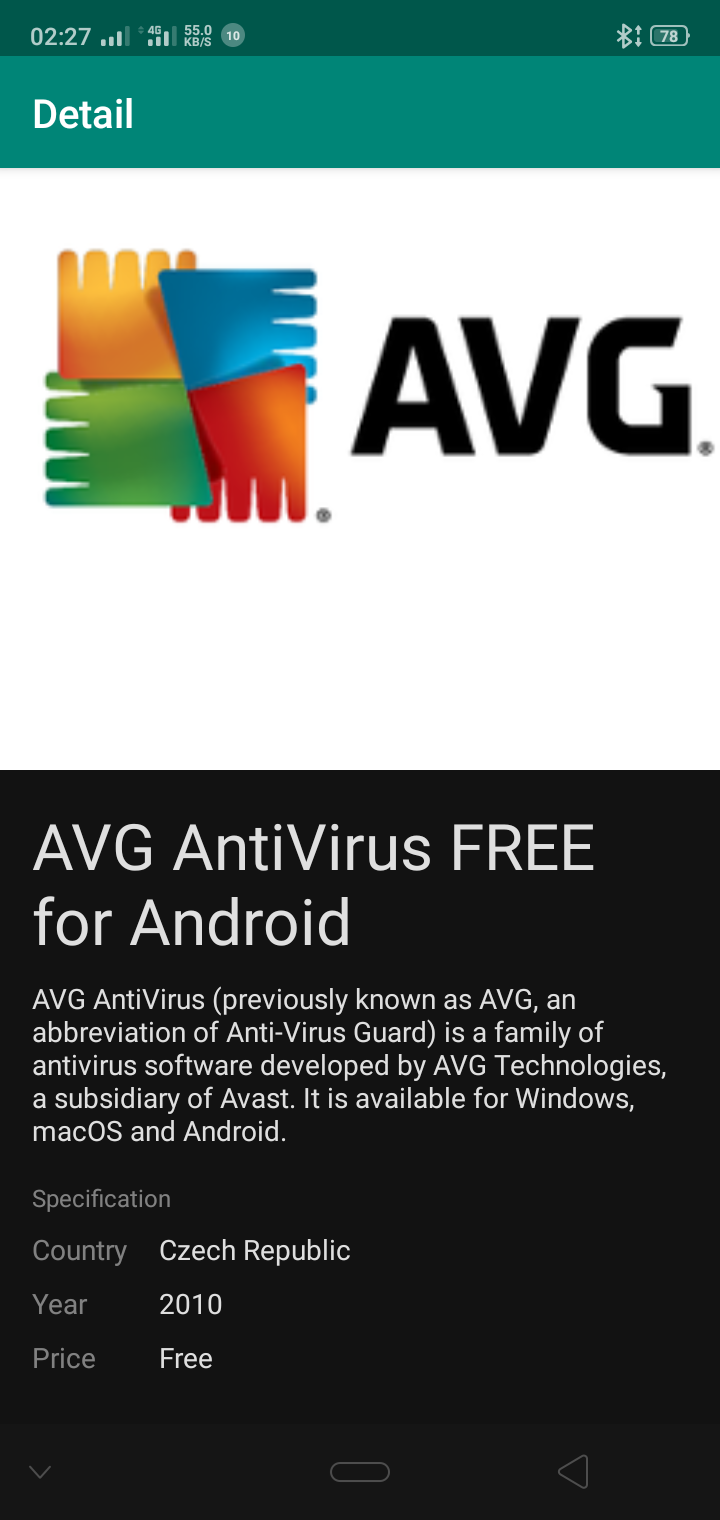 02:27 4G 55.0 KB/S 10 78
Detail
AVG®
®
AVG AntiVirus FREE
for Android
AVG AntiVirus (previously known as AVG, an
abbreviation of Anti-Virus Guard) is a family of
antivirus software developed by AVG Technologies,
a subsidiary of Avast. It is available for Windows,
macOS and Android.
Specification
Country Czech Republic
Year 2010
Price Free